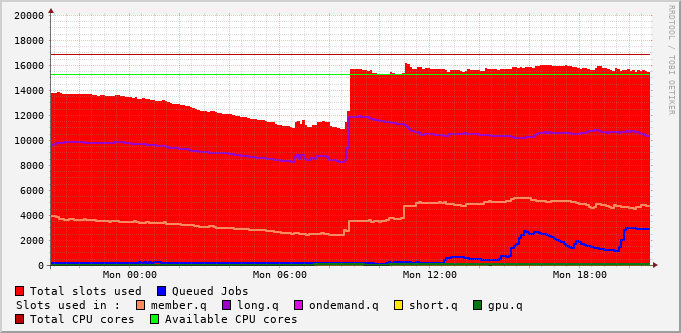 20000
18000
16000
14000
12000
10000
8000
6000
4000
2000
0
Mon 00:00 Mon 06:00 Mon 12:00 Mon 18:00
RRDTOOL / TOBI OETIKER
Total slots used Queued Jobs
Slots used in : member.q long.q ondemand.q short.q gpu.q
Total CPU cores Available CPU cores